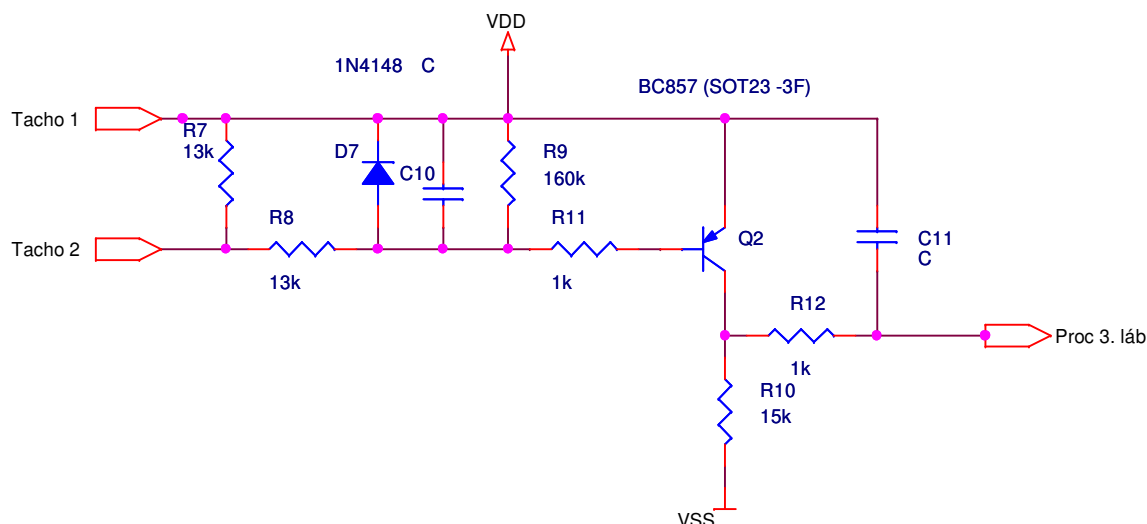 VDD
1N4148 C
BC857 (SOT23 -3F)
Tacho 1
R7
13k
D7
C10
R9
160k
R8
R11
Q2
C11
C
Tacho 2
13k
1k
R12
Proc 3. láb
1k
R10
15k
VSS